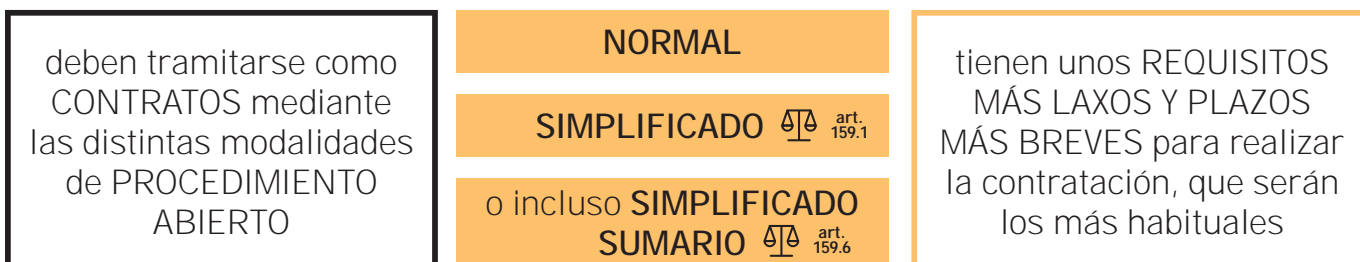 deben tramitarse como
CONTRATOS mediante
las distintas modalidades
de PROCEDIMIENTO
ABIERTO
NORMAL
SIMPLIFICADO art. 159.1
o incluso SIMPLIFICADO
SUMARIO art. 159.6
tienen unos REQUISITOS
MÁS LAXOS Y PLAZOS
MÁS BREVES para realizar
la contratación, que serán
los más habituales